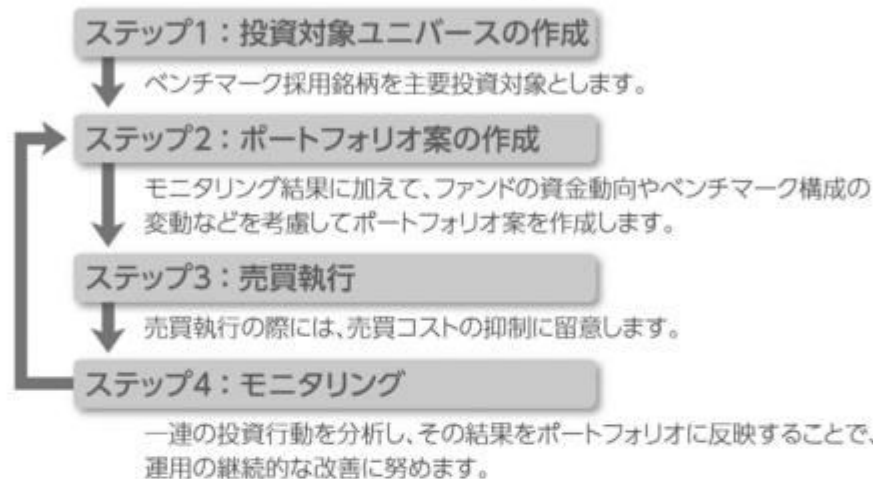 ステップ1：投資対象ユニバースの作成
ベンチマーク採用銘柄を主要投資対象とします。
ステップ2：ポートフォリオ案の作成
モニタリング結果に加えて、ファンドの資金動向やベンチマーク構成の
変動などを考慮してポートフォリオ案を作成します。
ステップ3：売買執行
売買執行の際には、売買コストの抑制に留意します。
ステップ4：モニタリング
一連の投資行動を分析し、その結果をポートフォリオに反映することで、
運用の継続的な改善に努めます。